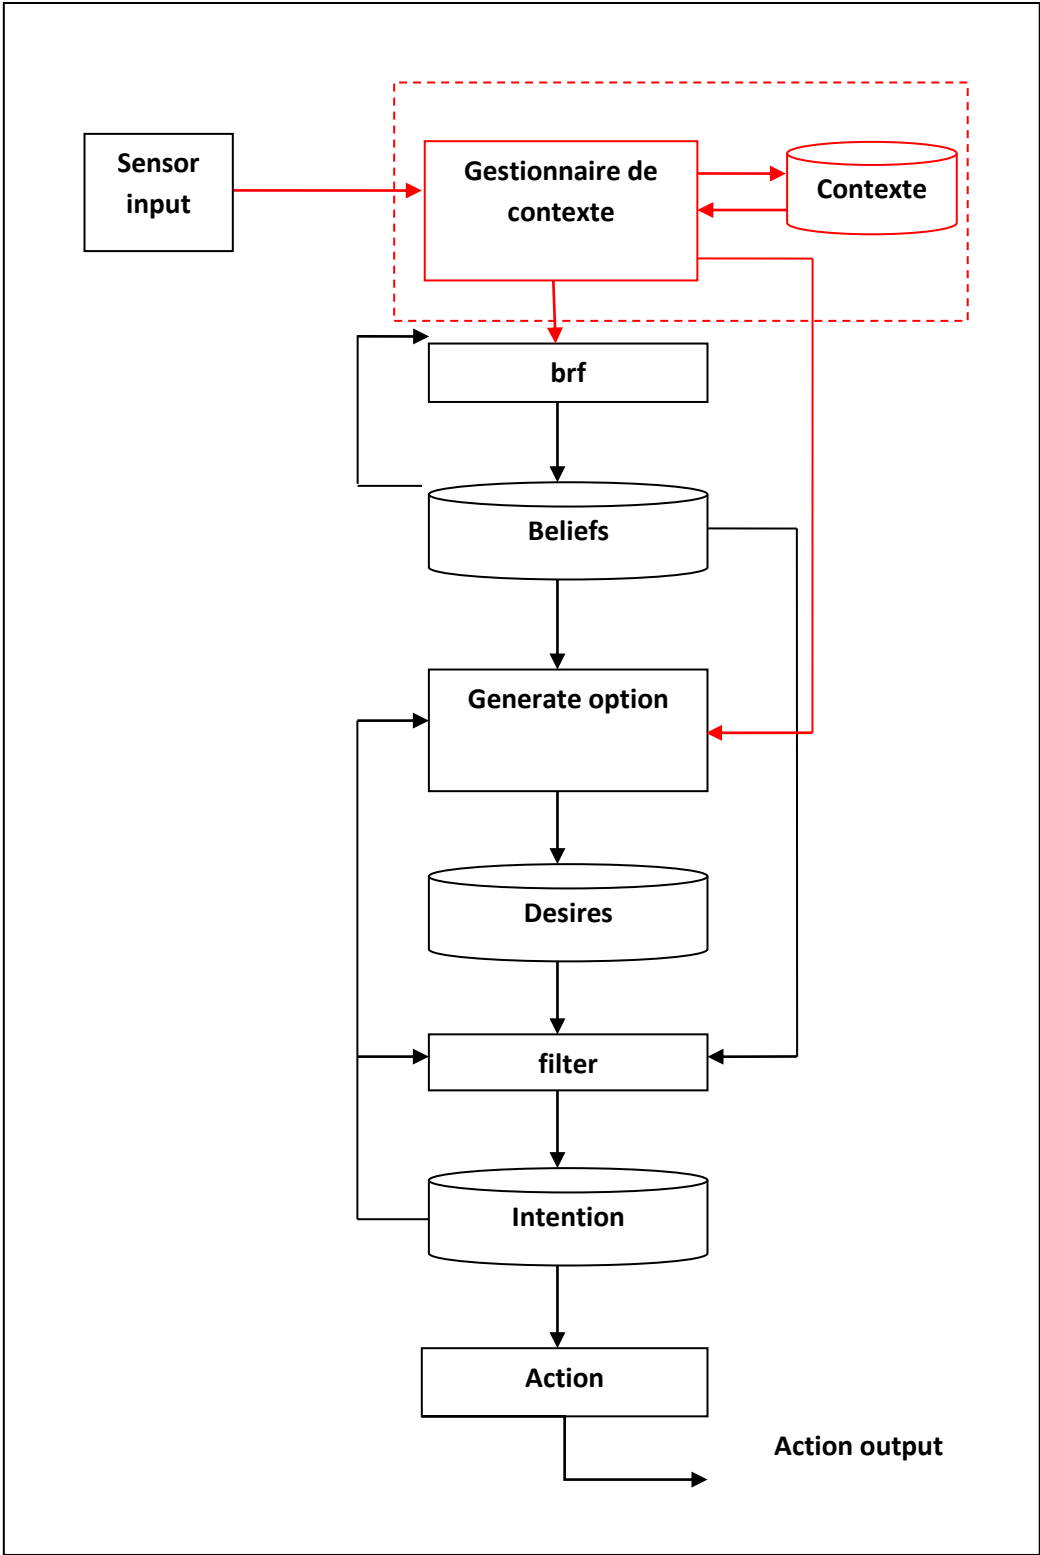 Sensor
input
Gestionnaire de
contexte
Contexte
brf
Beliefs
Generate option
Desires
filter
Intention
Action
Action output